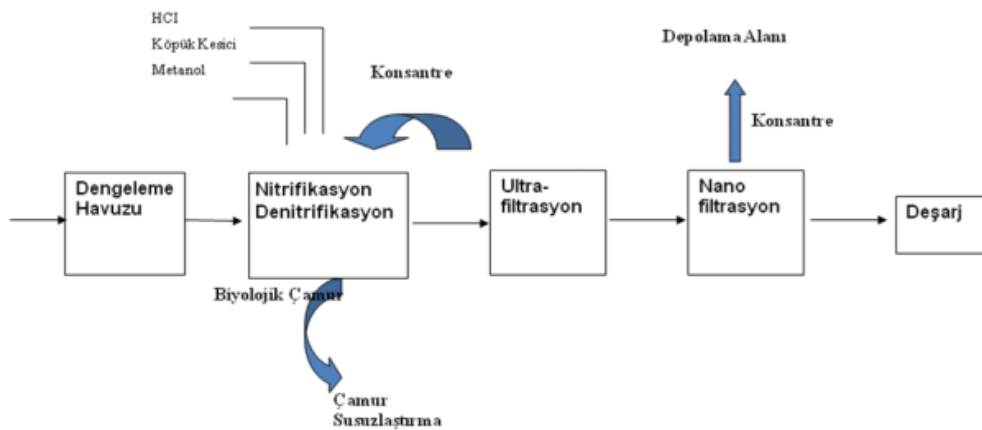 HCI
Köpük Kesici
Metanol
Konsantre
Depolama Alanı
Konsantre
Dengeleme
Havuzu
Nitrifikasyon
Denitrifikasyon
Ultra-
filtrasyon
Nano
filtrasyon
Deşarj
Biyolojik Çamur
Çamur
Susuzlaştırma